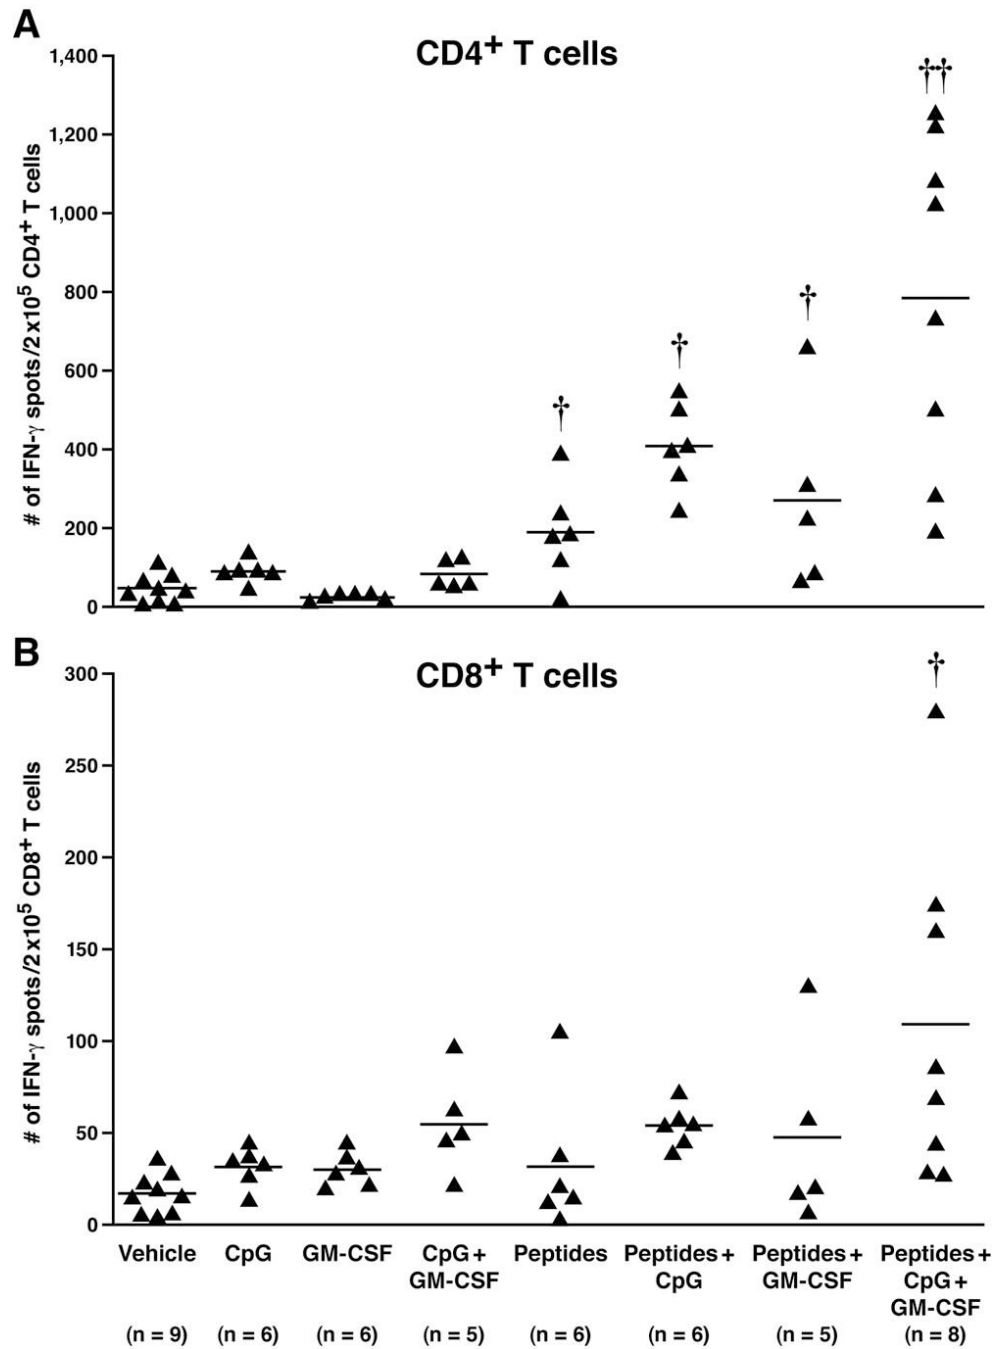 A
CD4⁺ T cells
# of IFN-γ spots/2x10⁵ CD4⁺ T cells
1,400
1,200
1,000
800
600
400
200
0
†
†
†
††
B
CD8⁺ T cells
# of IFN-γ spots/2x10⁵ CD8⁺ T cells
300
250
200
150
100
50
0
†
Vehicle
CpG
GM-CSF
CpG+
GM-CSF
Peptides
Peptides+
CpG
Peptides+
GM-CSF
Peptides+
CpG+
GM-CSF
(n = 9)
(n = 6)
(n = 6)
(n = 5)
(n = 6)
(n = 6)
(n = 5)
(n = 8)